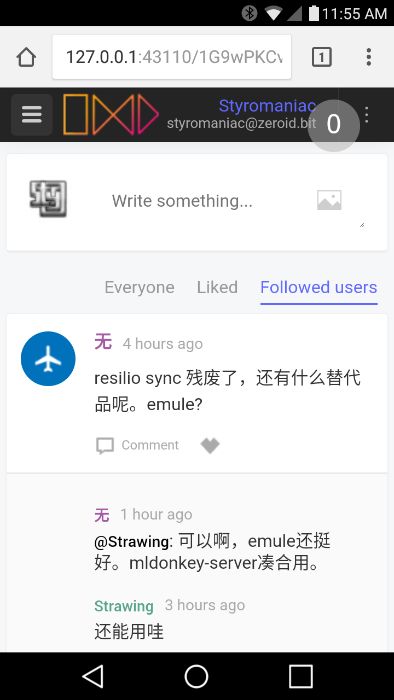 11:55 AM
127.0.0.1:43110/1G9wPKCv
1
Styromaniac
styromaniac@zeroid.bit
0
Write something...
Everyone Liked Followed users
无 4 hours ago
resilio sync 残废了，还有什么替代
品呢。emule?
Comment
无 1 hour ago
@Strawing: 可以啊，emule还挺
好。mldonkey-server凑合用。
Strawing 3 hours ago
还能用哇